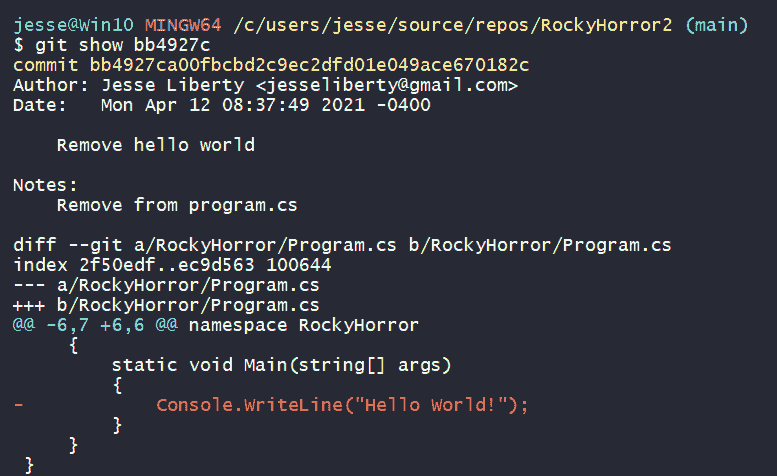 jesse@Win10 MINGW64 /c/users/jesse/source/repos/RockyHorror2 (main)
$ git show bb4927c
commit bb4927ca00fbcbd2c9ec2dfd01e049ace670182c
Author: Jesse Liberty <jesseliberty@gmail.com>
Date:   Mon Apr 12 08:37:49 2021 -0400

    Remove hello world

Notes:
    Remove from program.cs

diff --git a/RockyHorror/Program.cs b/RockyHorror/Program.cs
index 2f50edf..ec9d563 100644
--- a/RockyHorror/Program.cs
+++ b/RockyHorror/Program.cs
@@ -6,7 +6,6 @@ namespace RockyHorror
     {
         static void Main(string[] args)
         {
-            Console.WriteLine("Hello World!");
         }
     }
 }